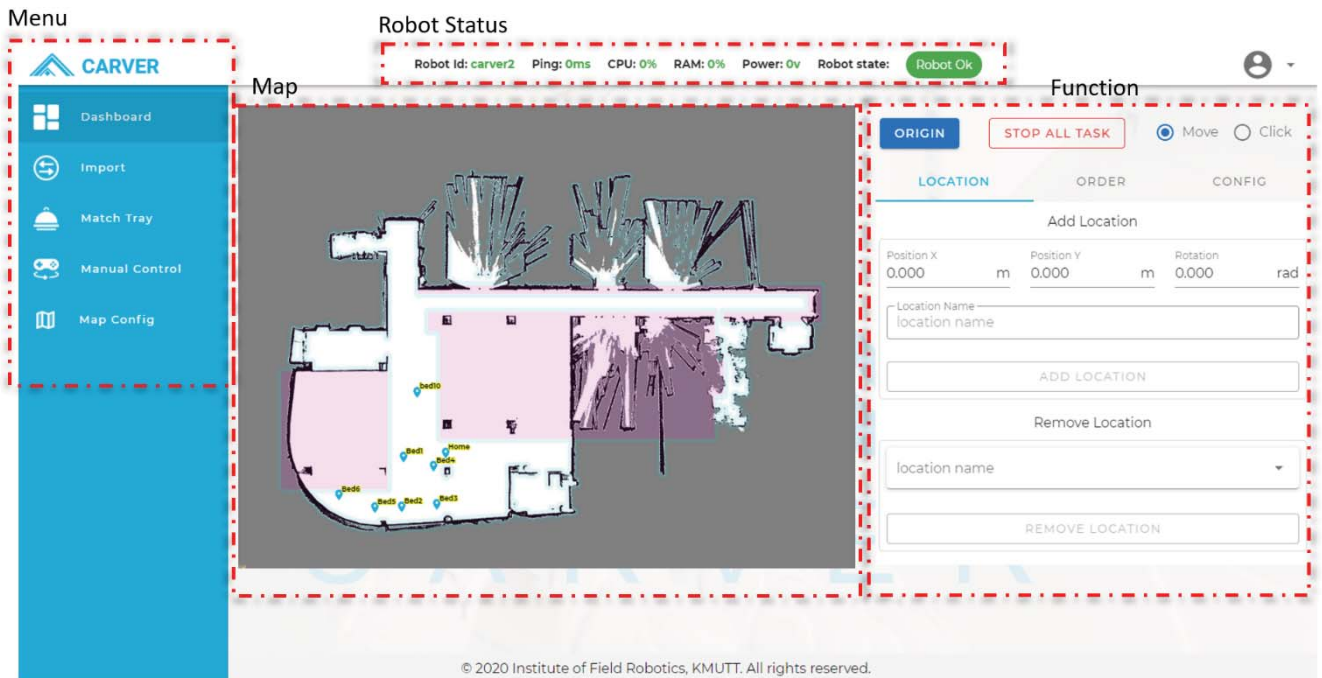 Menu
Robot Status
CARVER
Robot Id: carver2 Ping: 0ms CPU: 0% RAM: 0% Power: 0v Robot state: Robot Ok
Map
Function
Dashboard
Import
Match Tray
Manual Control
Map Config
bed10
Bed1
Home
Bed4
Bed6
Bed5
Bed2
Bed3
ORIGIN
STOP ALL TASK
Move
Click
LOCATION
ORDER
CONFIG
Add Location
Position X
Position Y
Rotation
0.000 m
0.000 m
0.000 rad
Location Name
location name
ADD LOCATION
Remove Location
location name
REMOVE LOCATION
CARVER
© 2020 Institute of Field Robotics, KMUTT. All rights reserved.